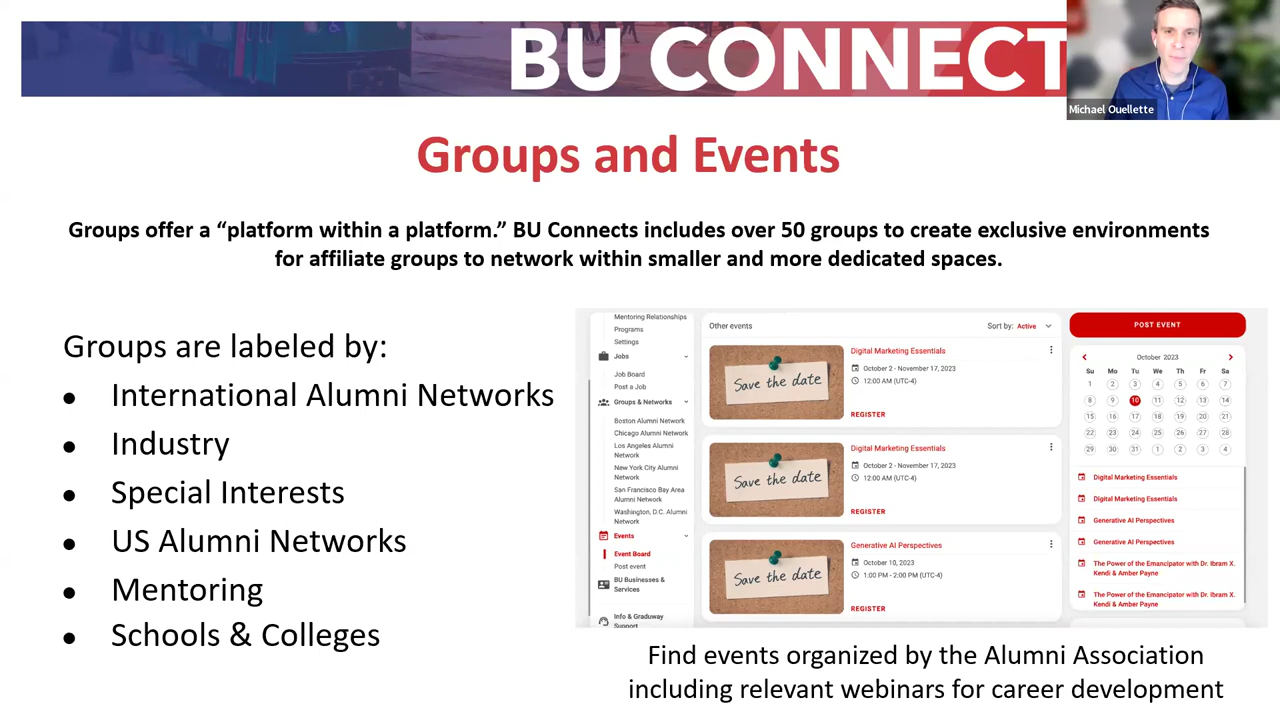 BU CONNECT
Michael Ouellette
Groups and Events
Groups offer a “platform within a platform.” BU Connects includes over 50 groups to create exclusive environments
for affiliate groups to network within smaller and more dedicated spaces.
Groups are labeled by:
• International Alumni Networks
• Industry
• Special Interests
• US Alumni Networks
• Mentoring
• Schools & Colleges
Mentoring Relationships
Programs
Settings
Jobs
Job Board
Post a Job
Groups & Networks
Boston Alumni Network
Chicago Alumni Network
Los Angeles Alumni
Network
New York City Alumni
Network
San Francisco Bay Area
Alumni Network
Washington, D.C. Alumni
Network
Events
Event Board
Post event
BU Businesses &
Services
Info & Graduway
Support
Other events
Sort by: Active
Save the date
Digital Marketing Essentials
October 2 - November 17, 2023
12:00 AM (UTC-4)
REGISTER
Save the date
Digital Marketing Essentials
October 2 - November 17, 2023
12:00 AM (UTC-4)
REGISTER
Save the date
Generative AI Perspectives
October 10, 2023
1:00 PM - 2:00 PM (UTC-4)
REGISTER
POST EVENT
October 2023
Su Mo Tu We Th Fr Sa
1 2 3 4 5 6 7
8 9 10 11 12 13 14
15 16 17 18 19 20 21
22 23 24 25 26 27 28
29 30 31 1 2 3 4
Digital Marketing Essentials
Digital Marketing Essentials
Generative AI Perspectives
Generative AI Perspectives
The Power of the Emancipator with Dr. Ibram X.
Kendi & Amber Payne
The Power of the Emancipator with Dr. Ibram X.
Kendi & Amber Payne
Find events organized by the Alumni Association
including relevant webinars for career development